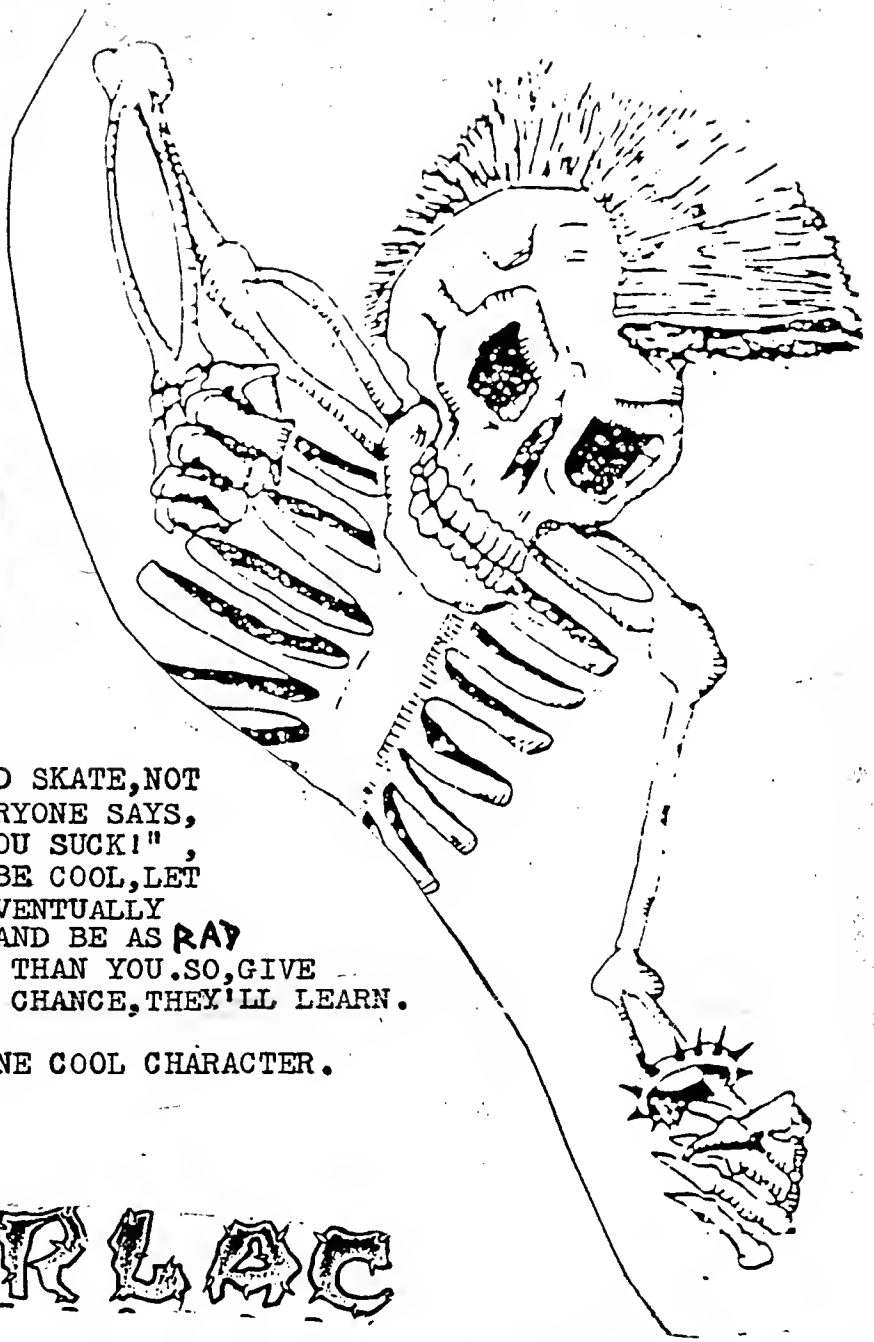 D SKATE,NOT
RYONE SAYS,
OU SUCK!" ,
BE COOL,LET
VENTUALLY
AND BE AS RAD
THAN YOU.SO,GIVE
CHANCE,THEY'LL LEARN.
NE COOL CHARACTER.
RLAC